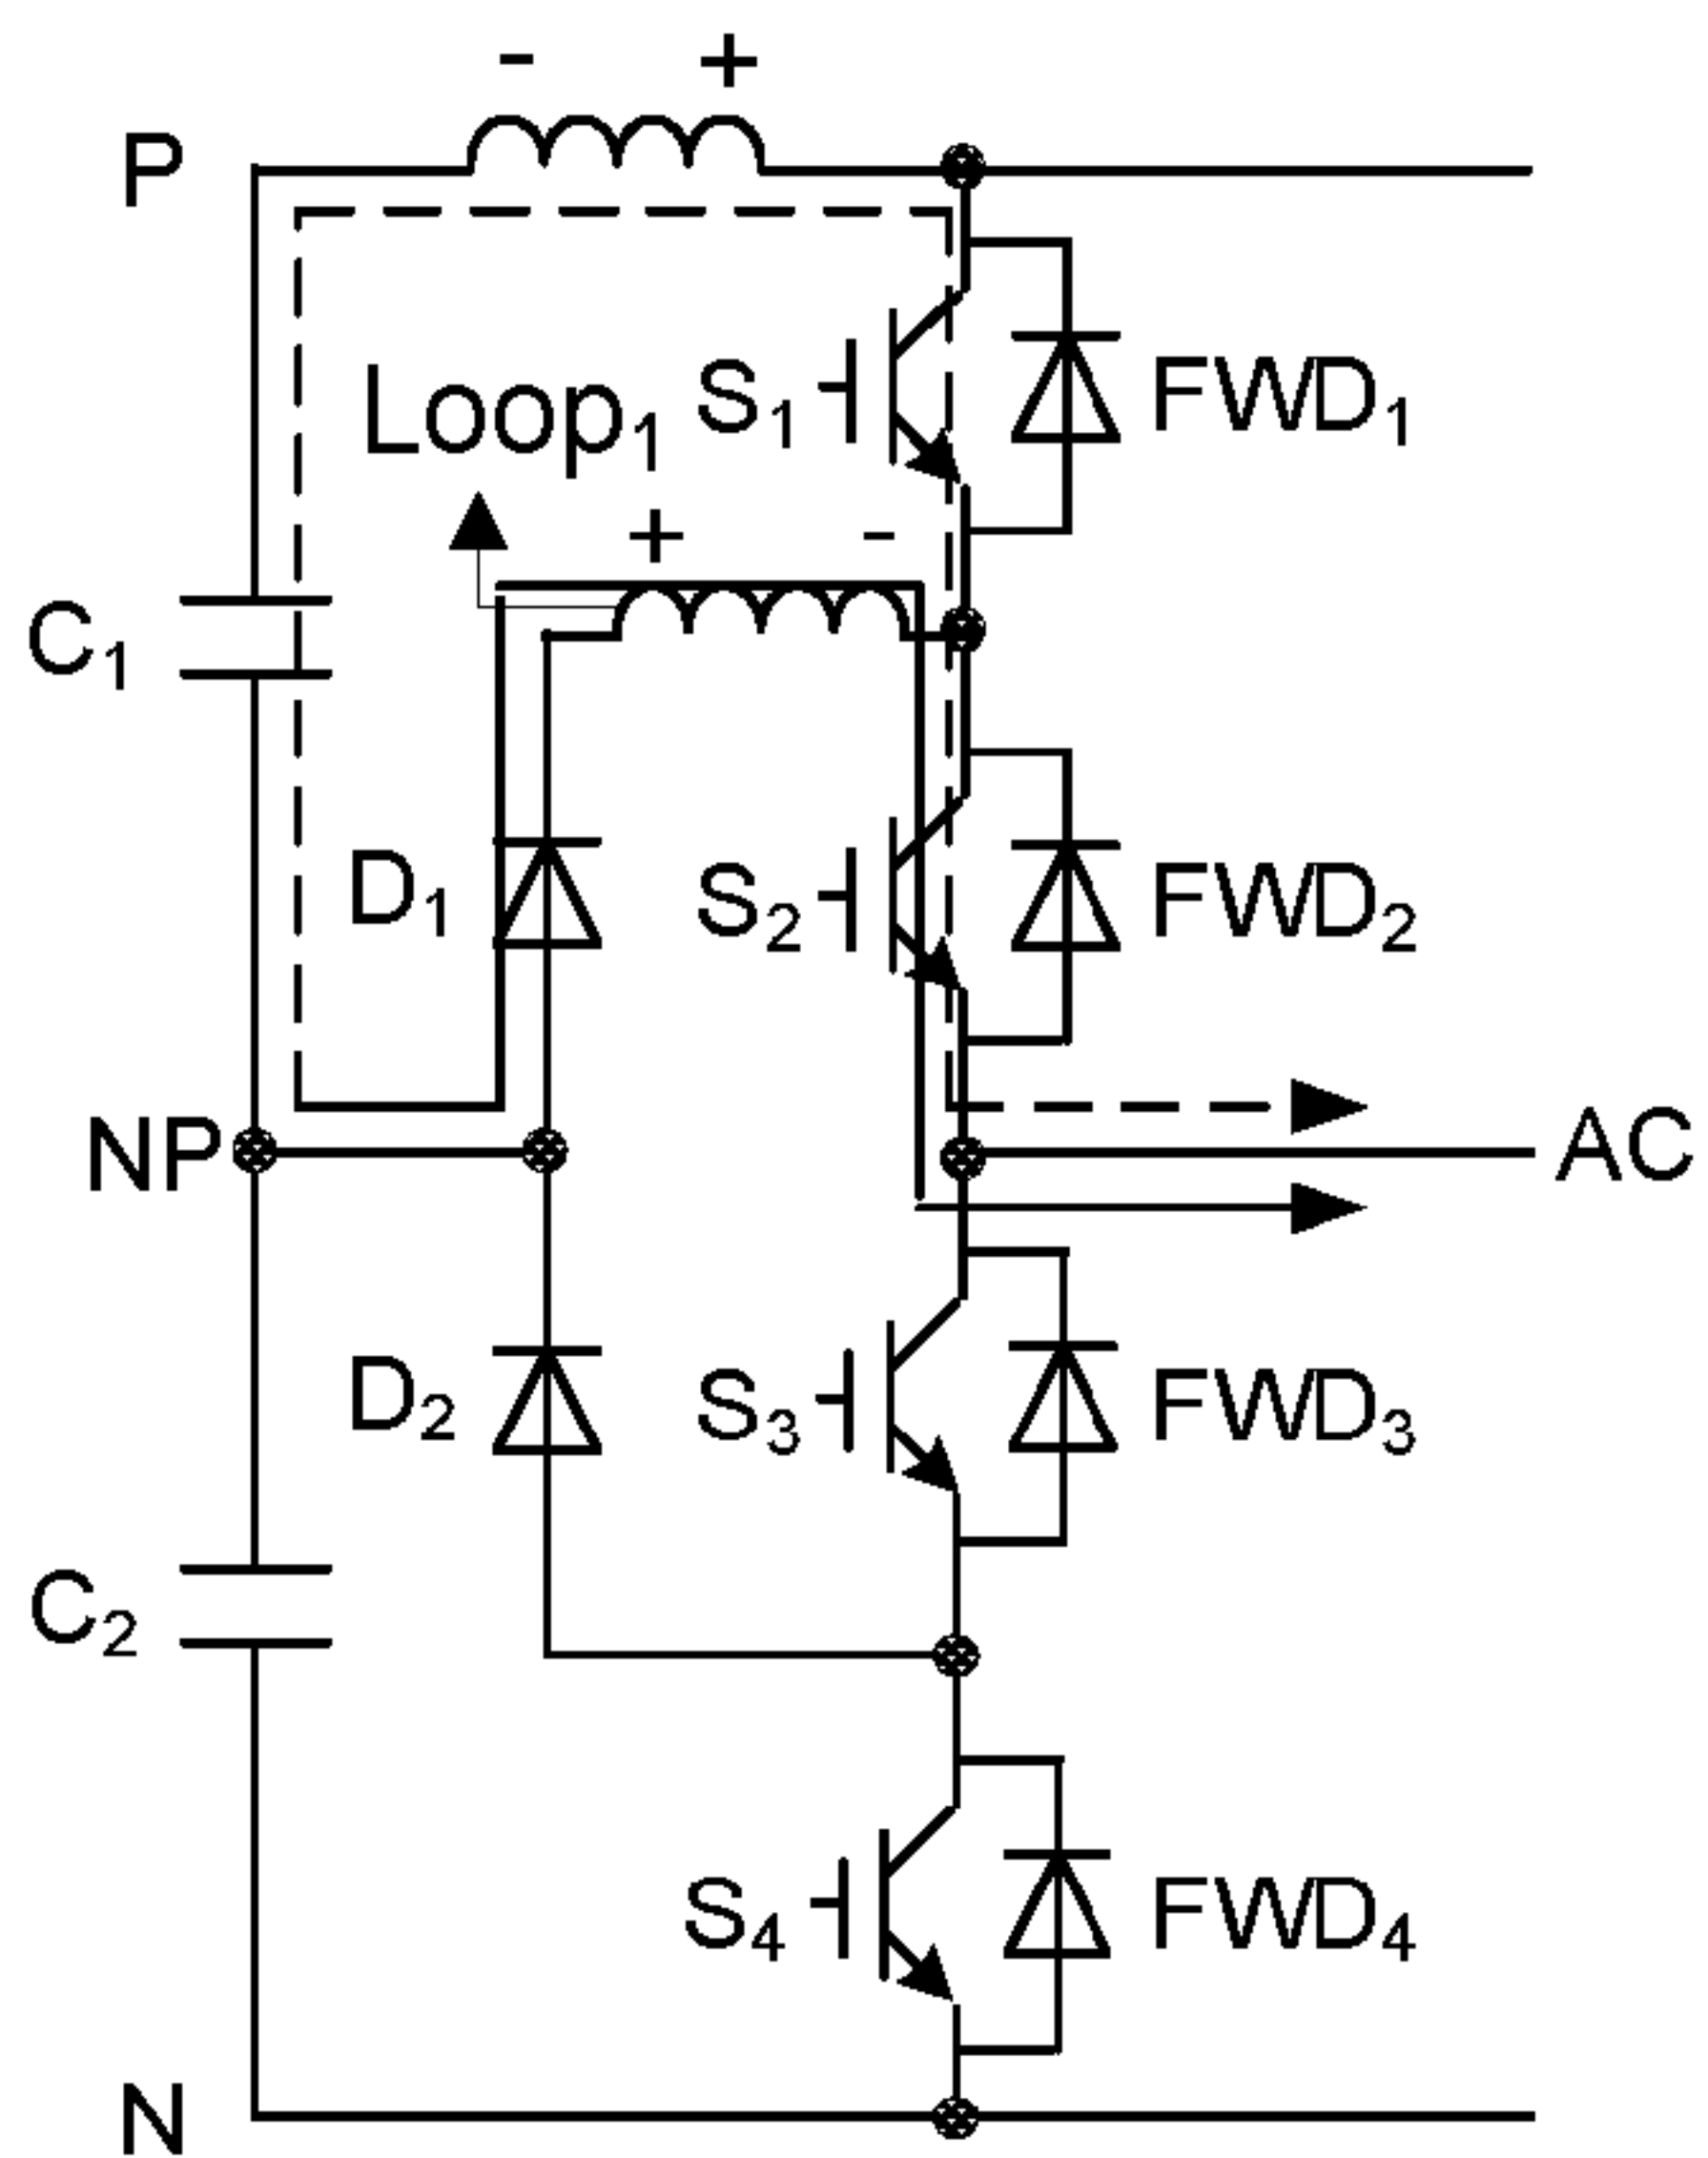 - +
P
Loop1 S1 FWD1
+ -
C1
D1 S2 FWD2
NP AC
D2 S3 FWD3
C2
S4 FWD4
N